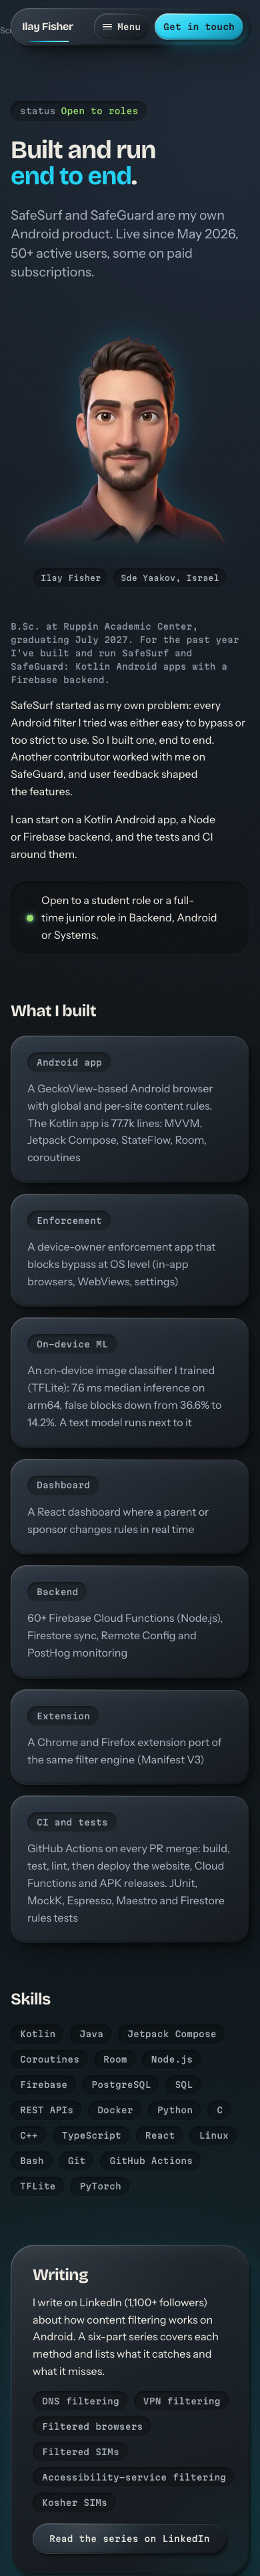 Ilay Fisher
Menu
Get in touch
status Open to roles
Built and run
end to end.
SafeSurf and SafeGuard are my own
Android product. Live since May 2026,
50+ active users, some on paid
subscriptions.
Ilay Fisher
Sde Yaakov, Israel
B.Sc. at Ruppin Academic Center,
graduating July 2027. For the past year
I've built and run SafeSurf and
SafeGuard: Kotlin Android apps with a
Firebase backend.
SafeSurf started as my own problem: every
Android filter I tried was either easy to bypass or
too strict to use. So I built one, end to end.
Another contributor worked with me on
SafeGuard, and user feedback shaped
the features.
I can start on a Kotlin Android app, a Node
or Firebase backend, and the tests and CI
around them.
Open to a student role or a full-
time junior role in Backend, Android
or Systems.
What I built
Android app
A GeckoView-based Android browser
with global and per-site content rules.
The Kotlin app is 77.7k lines: MVVM,
Jetpack Compose, StateFlow, Room,
coroutines
Enforcement
A device-owner enforcement app that
blocks bypass at OS level (in-app
browsers, WebViews, settings)
On-device ML
An on-device image classifier I trained
(TFLite): 7.6 ms median inference on
arm64, false blocks down from 36.6% to
14.2%. A text model runs next to it
Dashboard
A React dashboard where a parent or
sponsor changes rules in real time
Backend
60+ Firebase Cloud Functions (Node.js),
Firestore sync, Remote Config and
PostHog monitoring
Extension
A Chrome and Firefox extension port of
the same filter engine (Manifest V3)
CI and tests
GitHub Actions on every PR merge: build,
test, lint, then deploy the website, Cloud
Functions and APK releases. JUnit,
MockK, Espresso, Maestro and Firestore
rules tests
Skills
Kotlin Java Jetpack Compose
Coroutines Room Node.js
Firebase PostgreSQL SQL
REST APIs Docker Python C
C++ TypeScript React Linux
Bash Git GitHub Actions
TFLite PyTorch
Writing
I write on LinkedIn (1,100+ followers)
about how content filtering works on
Android. A six-part series covers each
method and lists what it catches and
what it misses.
DNS filtering VPN filtering
Filtered browsers
Filtered SIMs
Accessibility-service filtering
Kosher SIMs
Read the series on LinkedIn